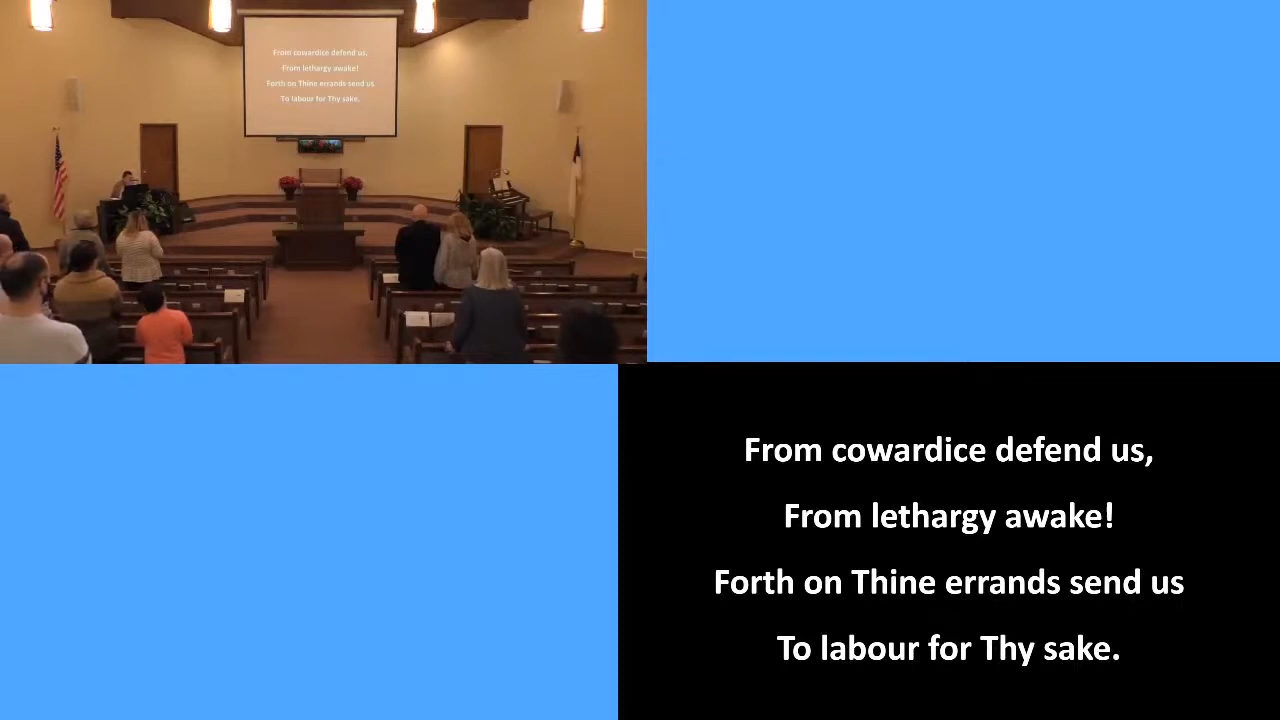 From cowardice defend us,
From lethargy awake!
Forth on Thine errands send us
To labour for Thy sake.
From cowardice defend us,
From lethargy awake!
Forth on Thine errands send us
To labour for Thy sake.